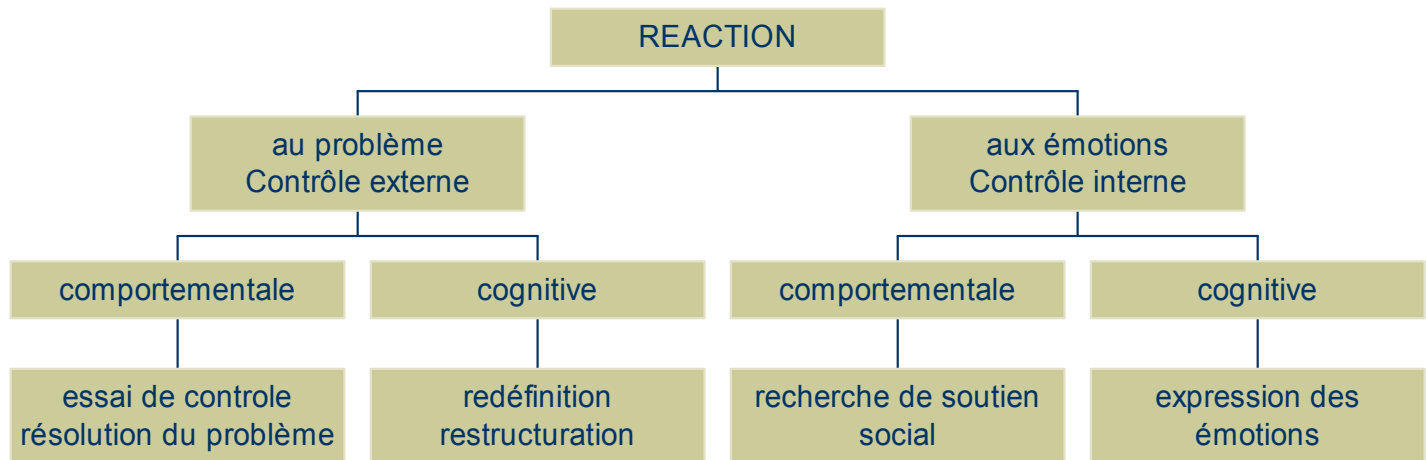 REACTION
au problème
Contrôle externe
aux émotions
Contrôle interne
comportementale
cognitive
comportementale
cognitive
essai de controle
résolution du problème
redéfinition
restructuration
recherche de soutien
social
expression des
émotions